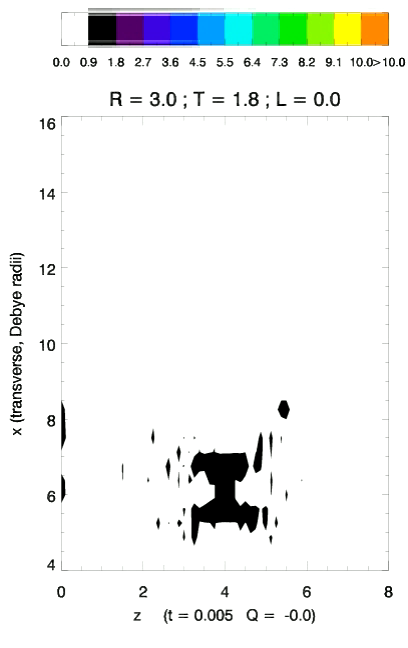 0.0 0.9 1.8 2.7 3.6 4.5 5.5 6.4 7.3 8.2 9.1 10.0>10.0
R = 3.0 ; T = 1.8 ; L = 0.0
16
14
12
10
8
6
4
x (transverse, Debye radii)
0 2 4 6 8
z (t = 0.005 Q = -0.0)